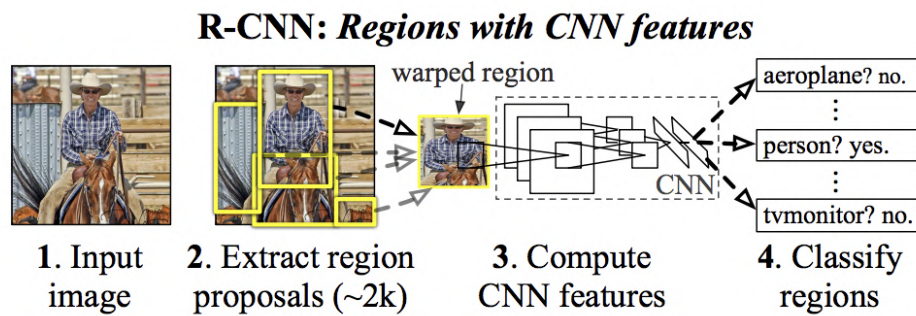 R-CNN: Regions with CNN features
warped region
aeroplane? no.
person? yes.
tvmonitor? no.
CNN
1. Input
image
2. Extract region
proposals (~2k)
3. Compute
CNN features
4. Classify
regions